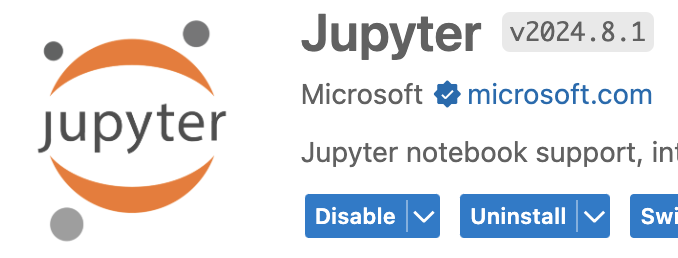 Jupyter v2024.8.1
jupyter
Microsoft microsoft.com
Jupyter notebook support, int
Disable Uninstall Swi